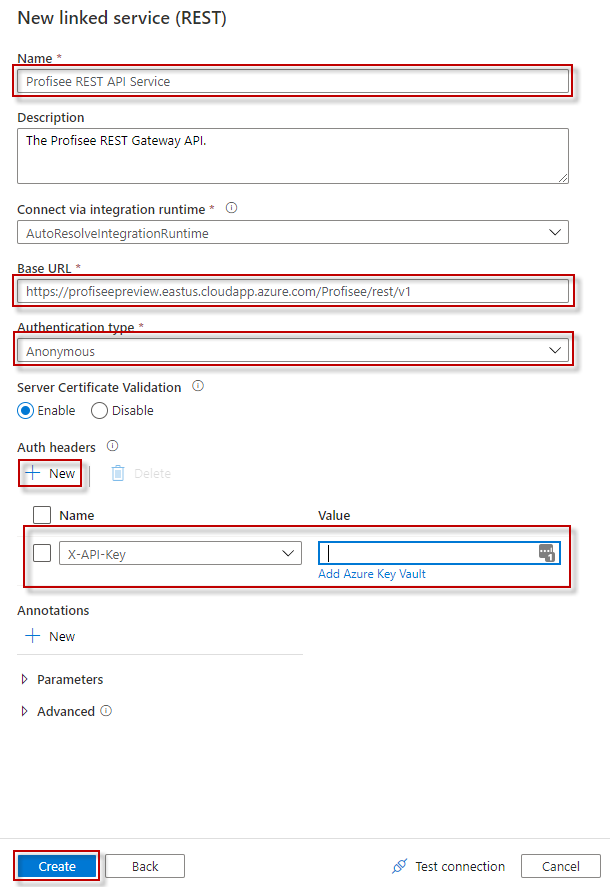 New linked service (REST)
Name *
Profisee REST API Service
Description
The Profisee REST Gateway API.
Connect via integration runtime *
AutoResolveIntegrationRuntime
Base URL *
https://profiseepreview.eastus.cloudapp.azure.com/Profisee/rest/v1
Authentication type *
Anonymous
Server Certificate Validation
Enable Disable
Auth headers
New Delete
Name Value
X-API-Key 1
Add Azure Key Vault
Annotations
New
Parameters
Advanced
Create Back Test connection Cancel